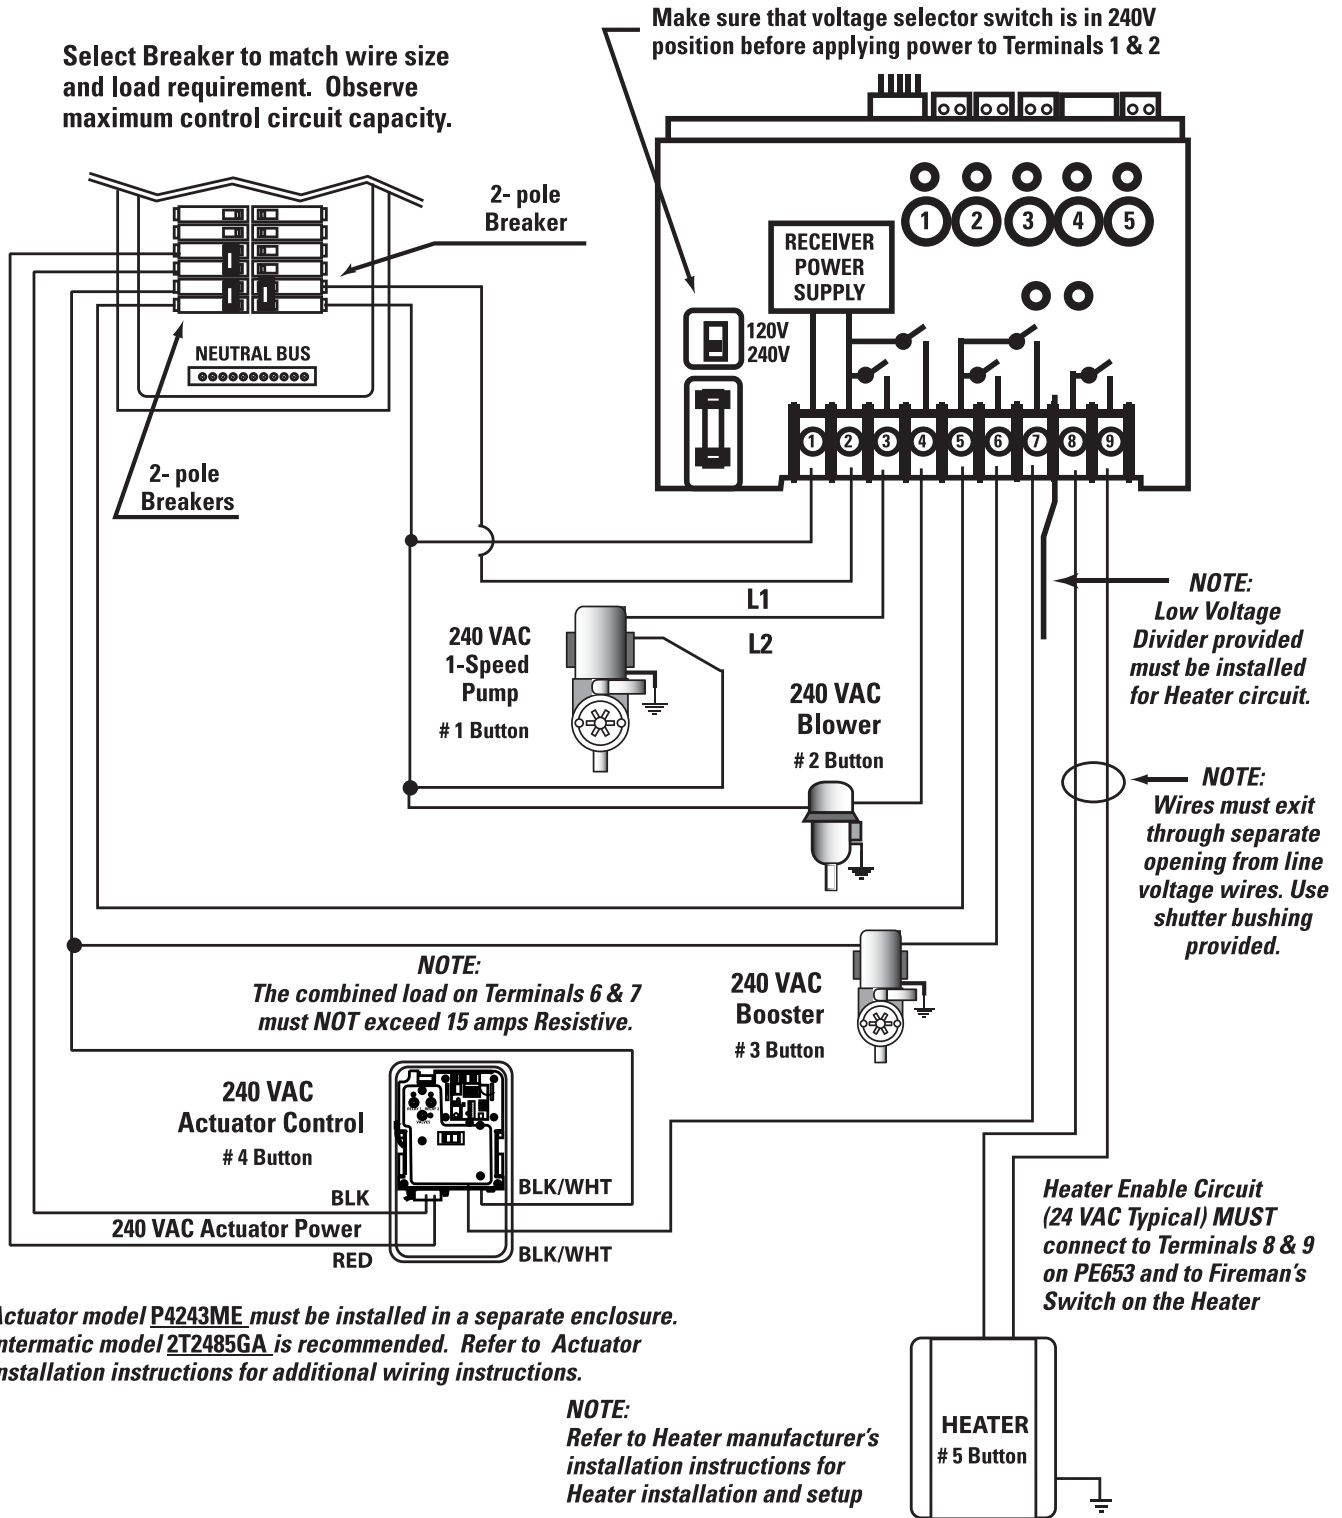 Make sure that voltage selector switch is in 240V
position before applying power to Terminals 1 & 2
Select Breaker to match wire size
and load requirement. Observe
maximum control circuit capacity.
2- pole
Breaker
1 2 3 4 5
RECEIVER
POWER
SUPPLY
120V
240V
NEUTRAL BUS
1 2 3 4 5 6 7 8 9
2- pole
Breakers
L1
L2
240 VAC
1-Speed
Pump
# 1 Button
240 VAC
Blower
# 2 Button
NOTE:
Low Voltage
Divider provided
must be installed
for Heater circuit.
NOTE:
Wires must exit
through separate
opening from line
voltage wires. Use
shutter bushing
provided.
NOTE:
The combined load on Terminals 6 & 7
must NOT exceed 15 amps Resistive.
240 VAC
Booster
# 3 Button
240 VAC
Actuator Control
# 4 Button
VALVES
BLK
BLK/WHT
240 VAC Actuator Power
RED
BLK/WHT
Heater Enable Circuit
(24 VAC Typical) MUST
connect to Terminals 8 & 9
on PE653 and to Fireman's
Switch on the Heater
Actuator model P4243ME must be installed in a separate enclosure.
ntermatic model 2T2485GA is recommended. Refer to Actuator
nstallation instructions for additional wiring instructions.
NOTE:
Refer to Heater manufacturer's
installation instructions for
Heater installation and setup
HEATER
# 5 Button